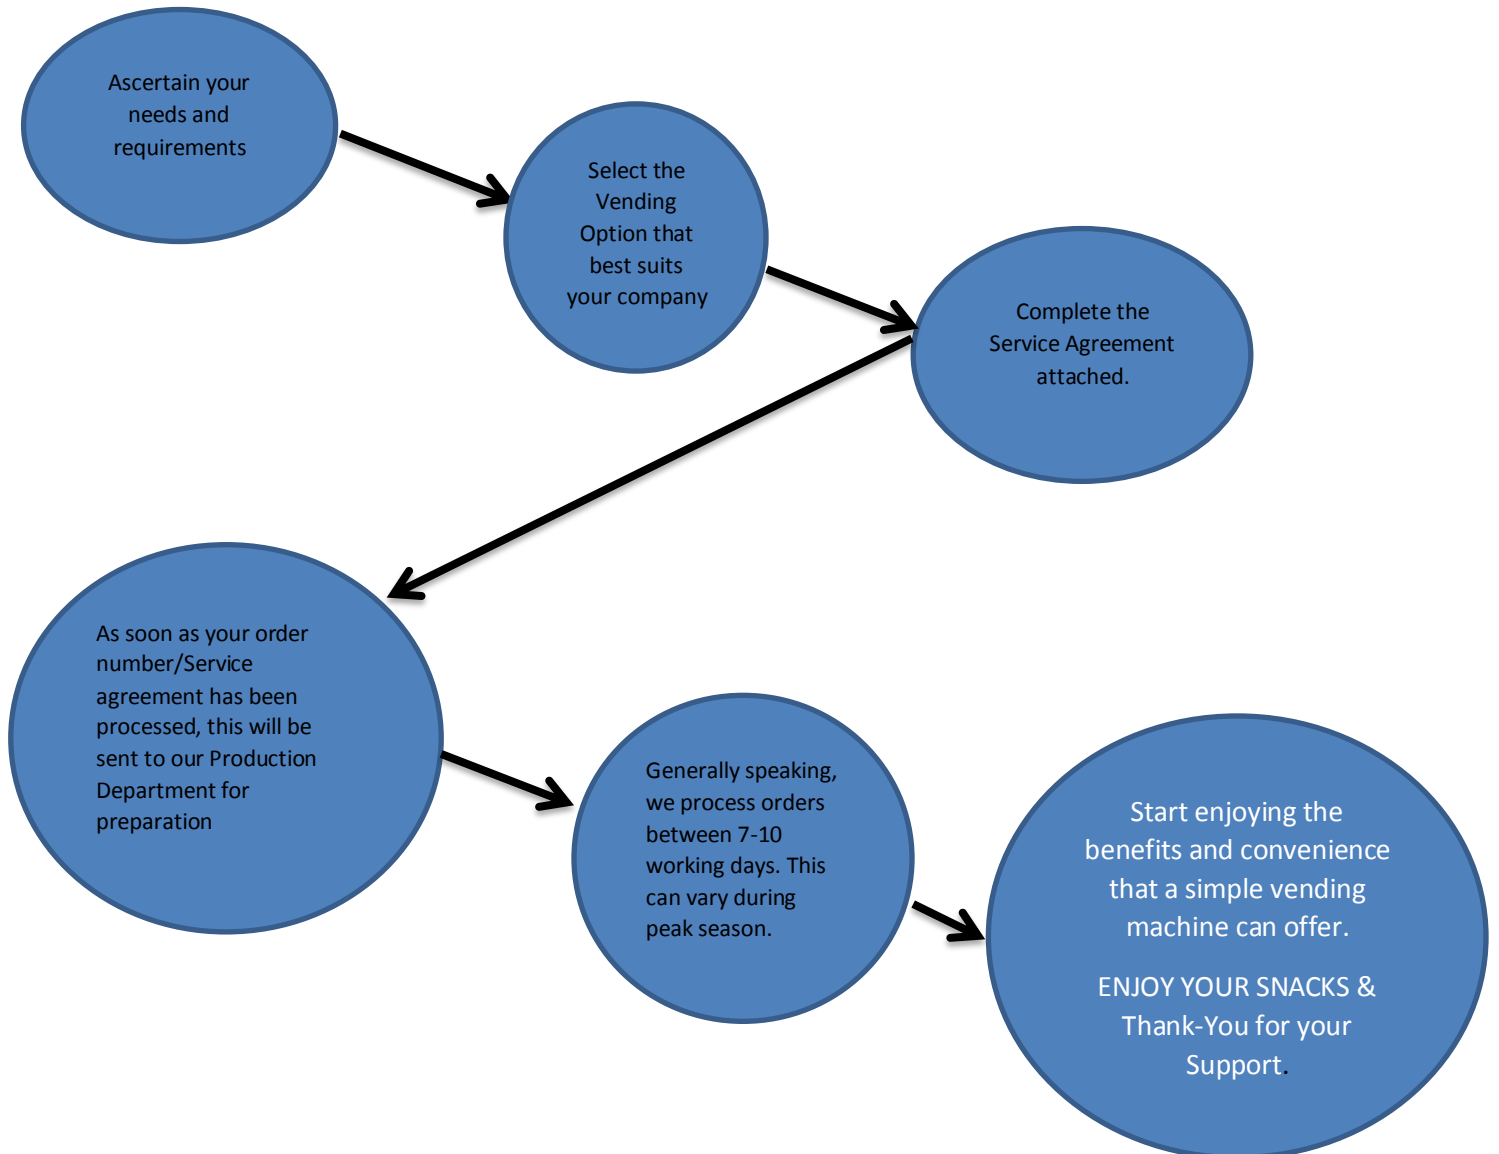 Ascertain your
needs and
requirements
Select the
Vending
Option that
best suits
your company
Complete the
Service Agreement
attached.
As soon as your order
number/Service
agreement has been
processed, this will be
sent to our Production
Department for
preparation
Generally speaking,
we process orders
between 7-10
working days. This
can vary during
peak season.
Start enjoying the
benefits and convenience
that a simple vending
machine can offer.
ENJOY YOUR SNACKS &
Thank-You for your
Support.